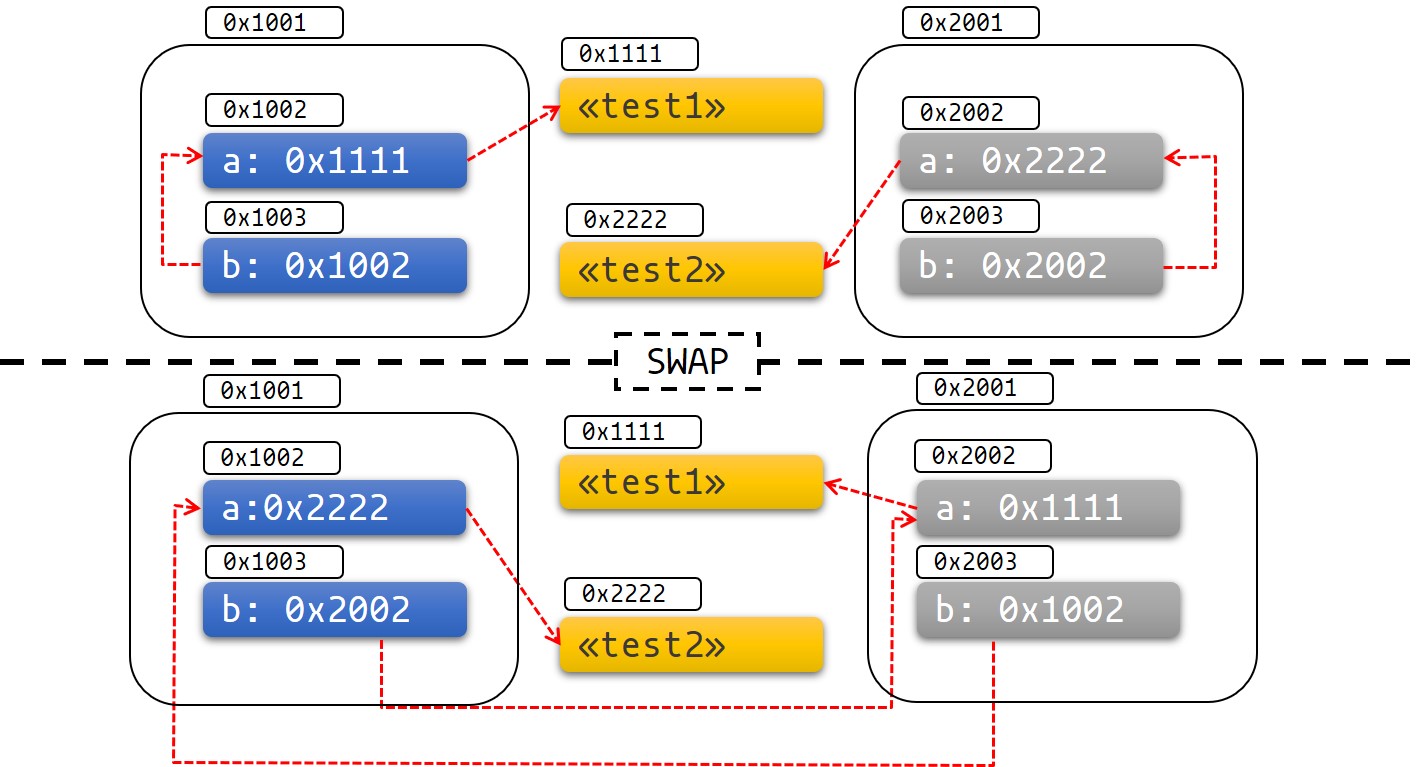 0x1001
0x1002
a: 0x1111
0x1003
b: 0x1002
0x1111
«test1»
0x2222
«test2»
0x2001
0x2002
a: 0x2222
0x2003
b: 0x2002
SWAP
0x1001
0x1002
a:0x2222
0x1003
b: 0x2002
0x1111
«test1»
0x2222
«test2»
0x2001
0x2002
a: 0x1111
0x2003
b: 0x1002